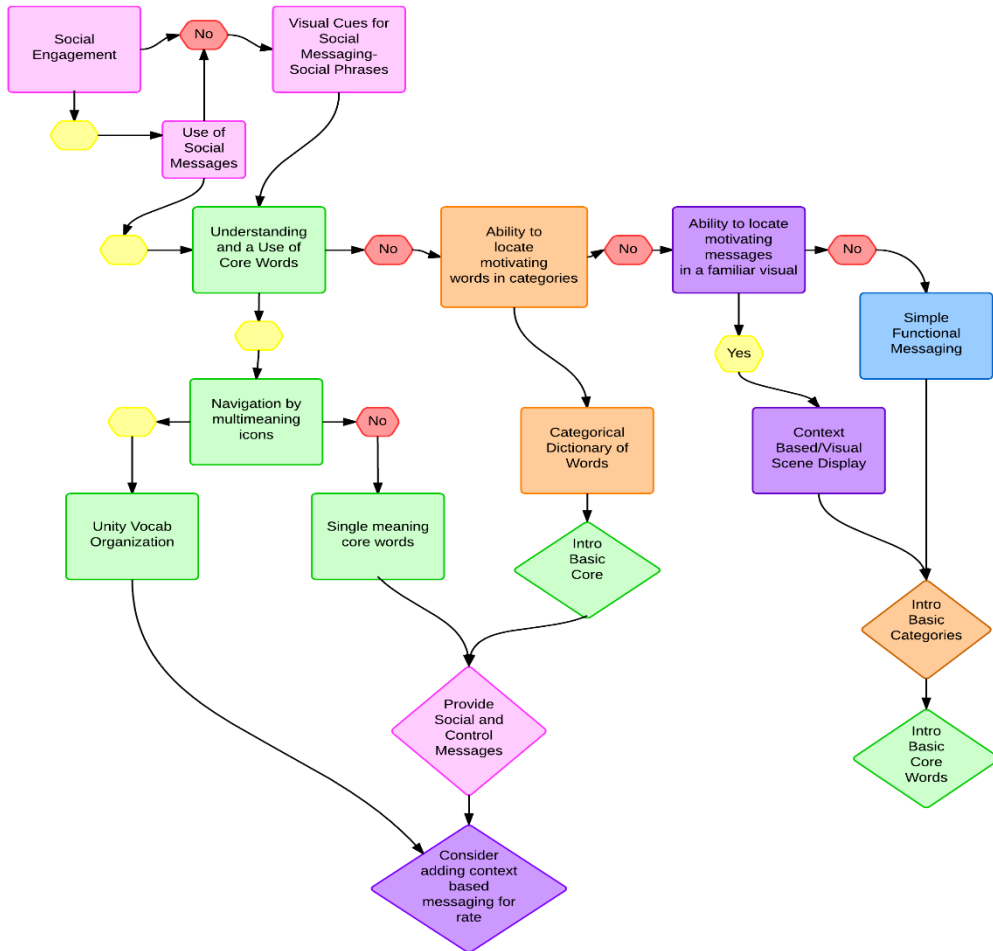 Social
Engagement
No
Visual Cues for
Social
Messaging-
Social Phrases
Use of
Social
Messages
Understanding
and a Use of
Core Words
No
Ability to
locate
motivating
words in categories
No
Ability to locate
motivating
messages
in a familiar visual
No
Simple
Functional
Messaging
Yes
Navigation by
multimeaning
icons
No
Categorical
Dictionary of
Words
Context
Based/Visual
Scene Display
Unity Vocab
Organization
Single meaning
core words
Intro
Basic
Core
Intro
Basic
Categories
Provide
Social and
Control
Messages
Intro
Basic
Core
Words
Consider
adding context
based
messaging for
rate